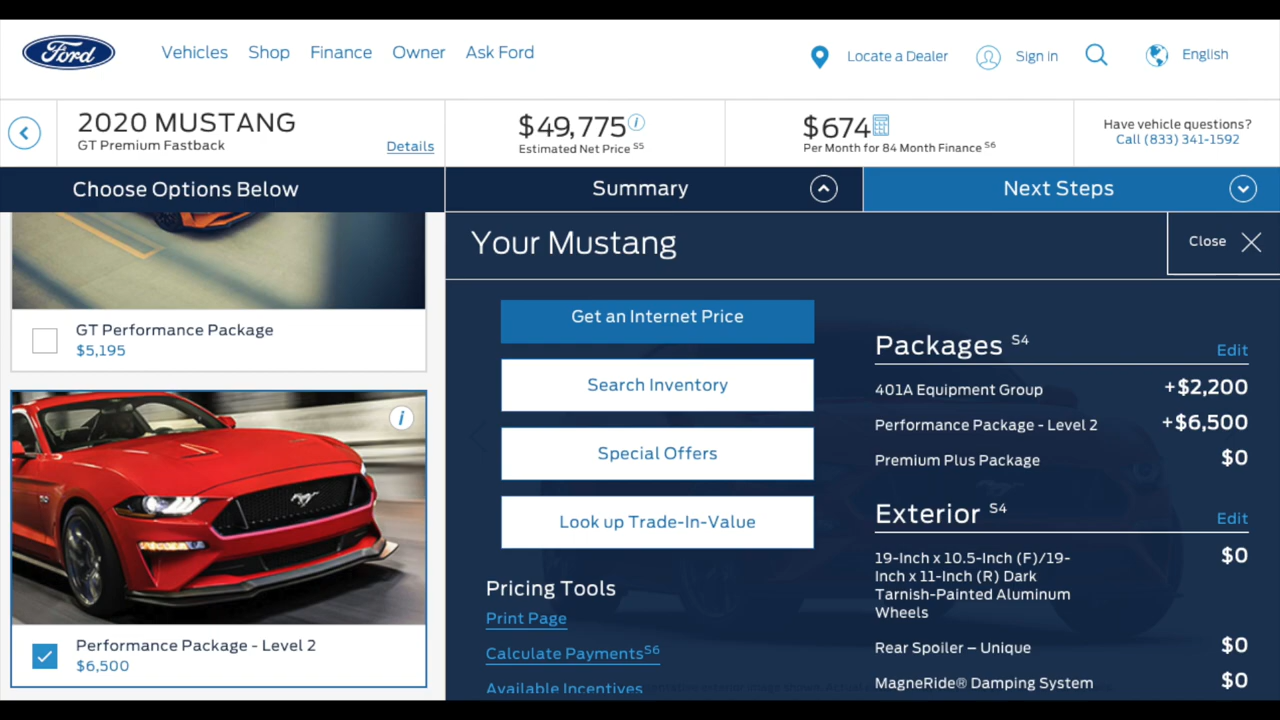 Ford
Vehicles Shop Finance Owner Ask Ford
Locate a Dealer
Sign in
English
2020 MUSTANG
GT Premium Fastback
Details
$49,775
Estimated Net Price S5
$674
Per Month for 84 Month Finance S6
Have vehicle questions?
Call (833) 341-1592
Choose Options Below
Summary
Next Steps
GT Performance Package
$5,195
Performance Package - Level 2
$6,500
Your Mustang
Close
Get an Internet Price
Search Inventory
Special Offers
Look up Trade-In-Value
Pricing Tools
Print Page
Calculate Payments S6
Available Incentives
Packages S4
Edit
401A Equipment Group +$2,200
Performance Package - Level 2 +$6,500
Premium Plus Package $0
Exterior S4
Edit
19-Inch x 10.5-Inch (F)/19- $0
Inch x 11-Inch (R) Dark
Tarnish-Painted Aluminum
Wheels
Rear Spoiler – Unique $0
MagneRide® Damping System $0